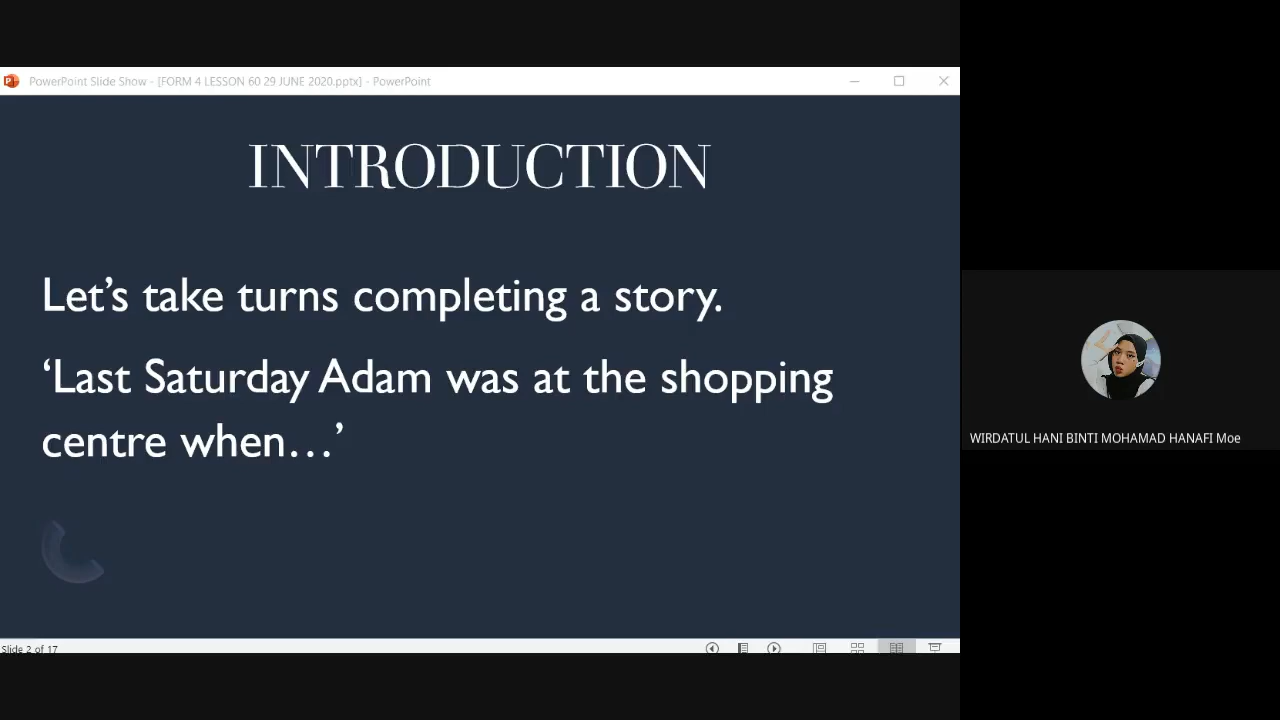 PowerPoint Slide Show - [FORM 4 LESSON 60 29 JUNE 2020.pptx] - PowerPoint
INTRODUCTION
Let's take turns completing a story.
‘Last Saturday Adam was at the shopping
centre when…’
WIRDATUL HANI BINTI MOHAMAD HANAFI Moe
Slide 2 of 17